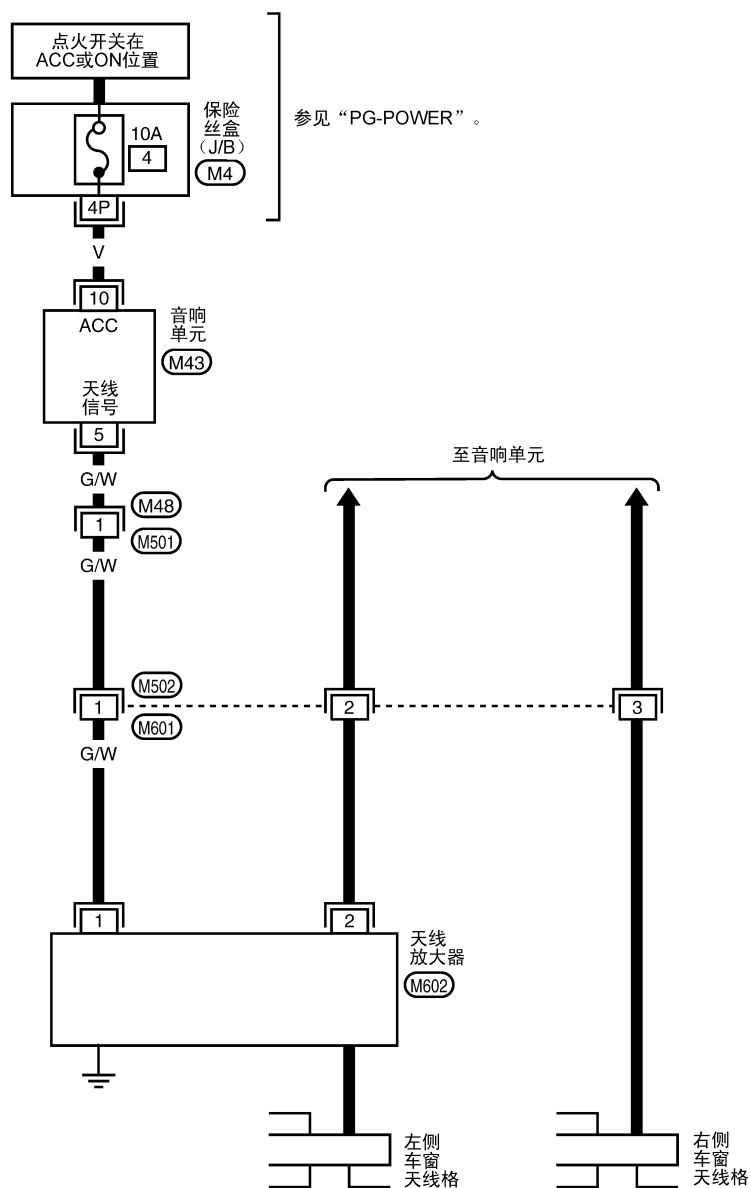 点火开关在
ACC或ON位置
保险
丝盒
（J/B）
M4
10A
4
4P
参见“PG-POWER”。
V
10
ACC
音响
单元
M43
天线
信号
5
G/W
至音响单元
M48
1
M501
G/W
M502
1
2
3
M601
G/W
1
2
天线
放大器
M602
左侧
车窗
天线格
右侧
车窗
天线格